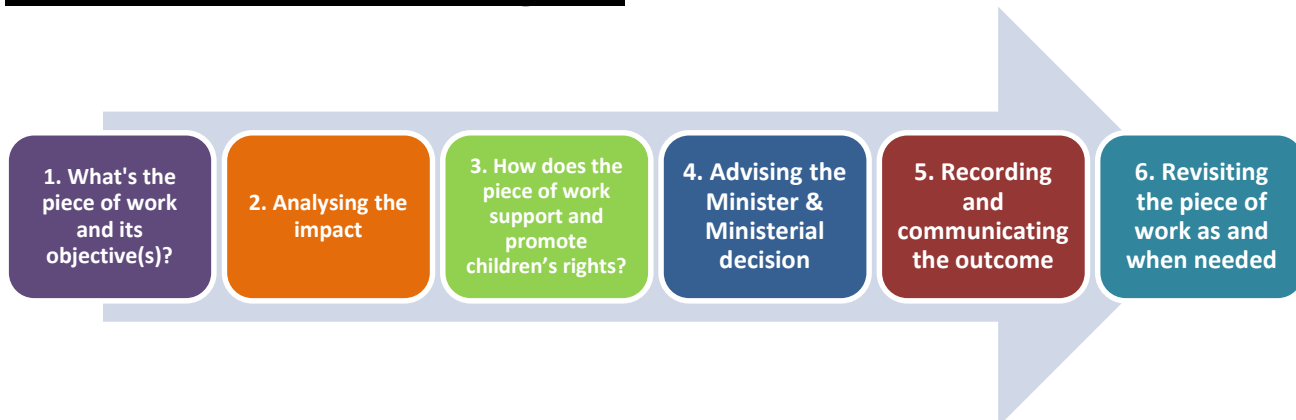 1. What's the
piece of work
and its
objective(s)?
2. Analysing the
impact
3. How does the
piece of work
support and
promote
children’s rights?
4. Advising the
Minister &
Ministerial
decision
5. Recording
and
communicating
the outcome
6. Revisiting
the piece of
work as and
when needed